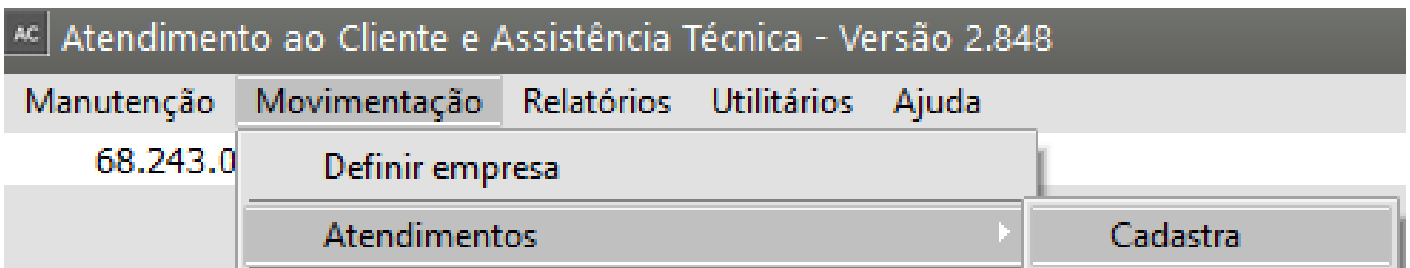 AC Atendimento ao Cliente e Assistência Técnica - Versão 2.848
Manutenção Movimentação Relatórios Utilitários Ajuda
68.243.0
Definir empresa
Atendimentos Cadastra